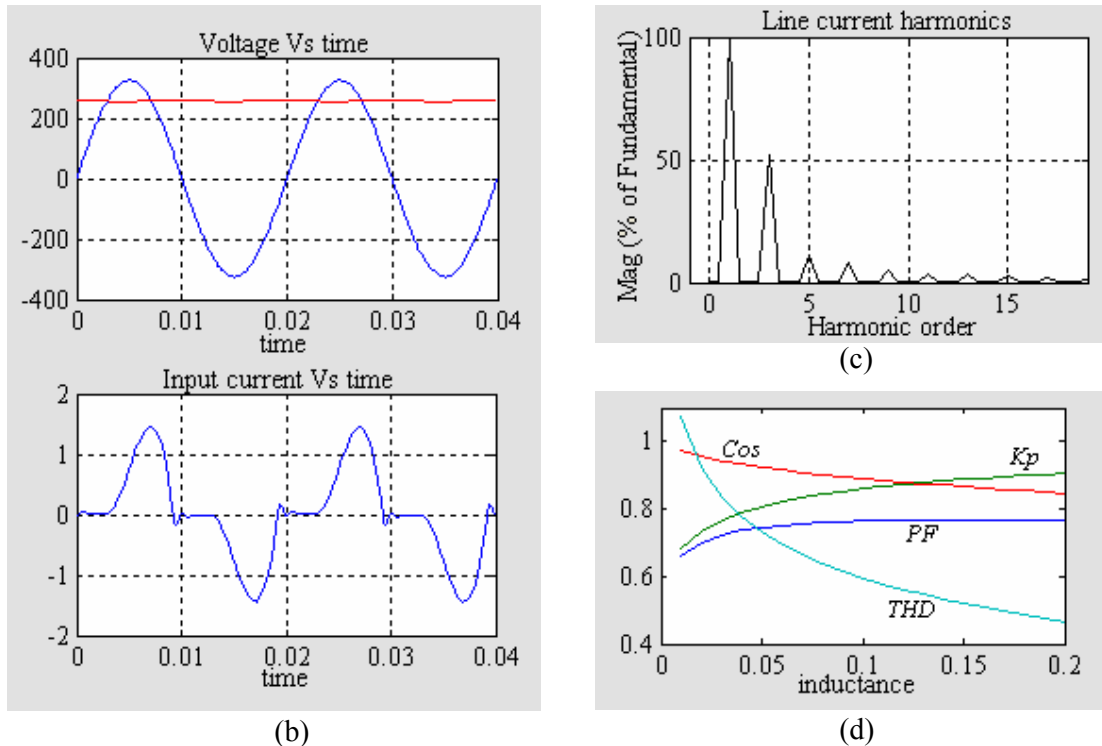 Voltage Vs time
400
200
0
-200
-400
0 0.01 0.02 0.03 0.04
time
Input current Vs time
2
1
0
-1
-2
0 0.01 0.02 0.03 0.04
time
(b)
Line current harmonics
Mag (% of Fundamental)
100
50
0
0 5 10 15
Harmonic order
(c)
1
0.8
0.6
0.4
Cos
Kp
PF
THD
0 0.05 0.1 0.15 0.2
inductance
(d)